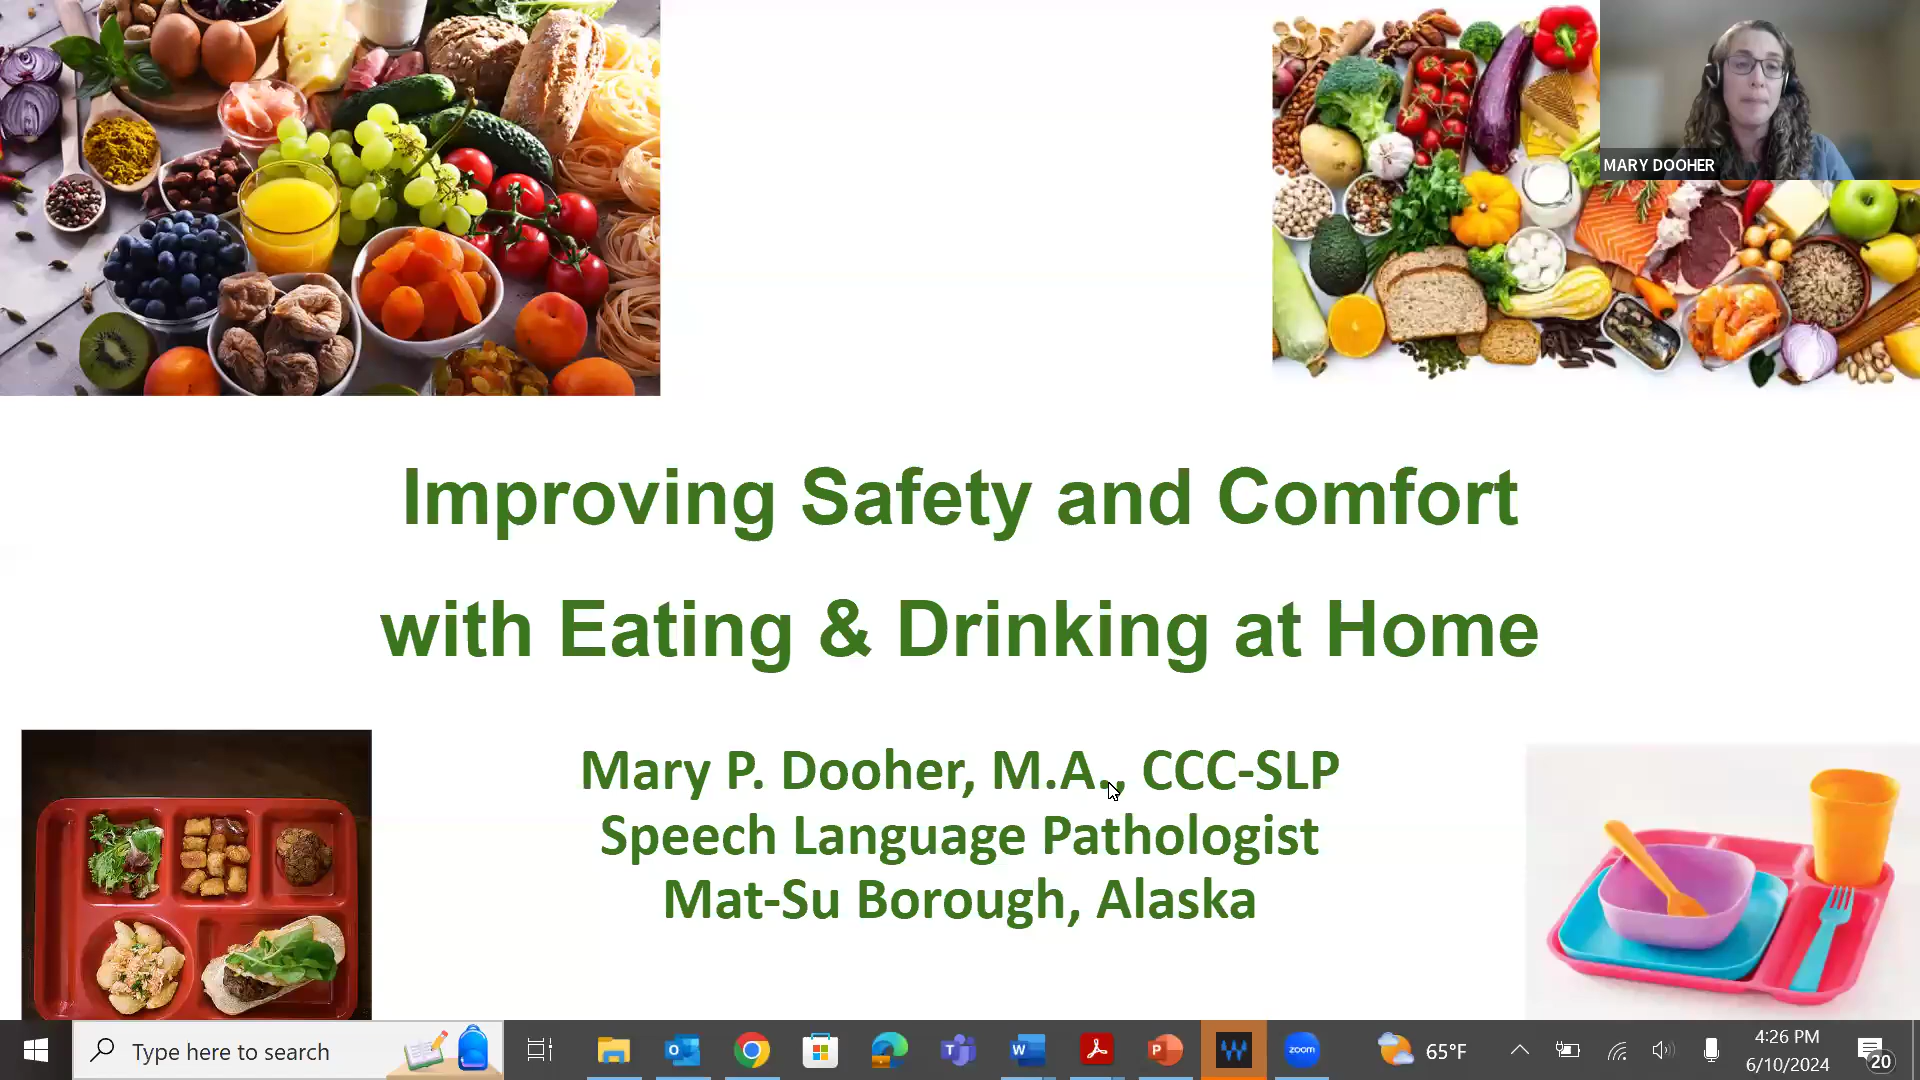 MARY DOOHER
Improving Safety and Comfort
with Eating & Drinking at Home
Mary P. Dooher, M.A., CCC-SLP
Speech Language Pathologist
Mat-Su Borough, Alaska
Type here to search
zoom
65°F
4:26 PM
6/10/2024
20